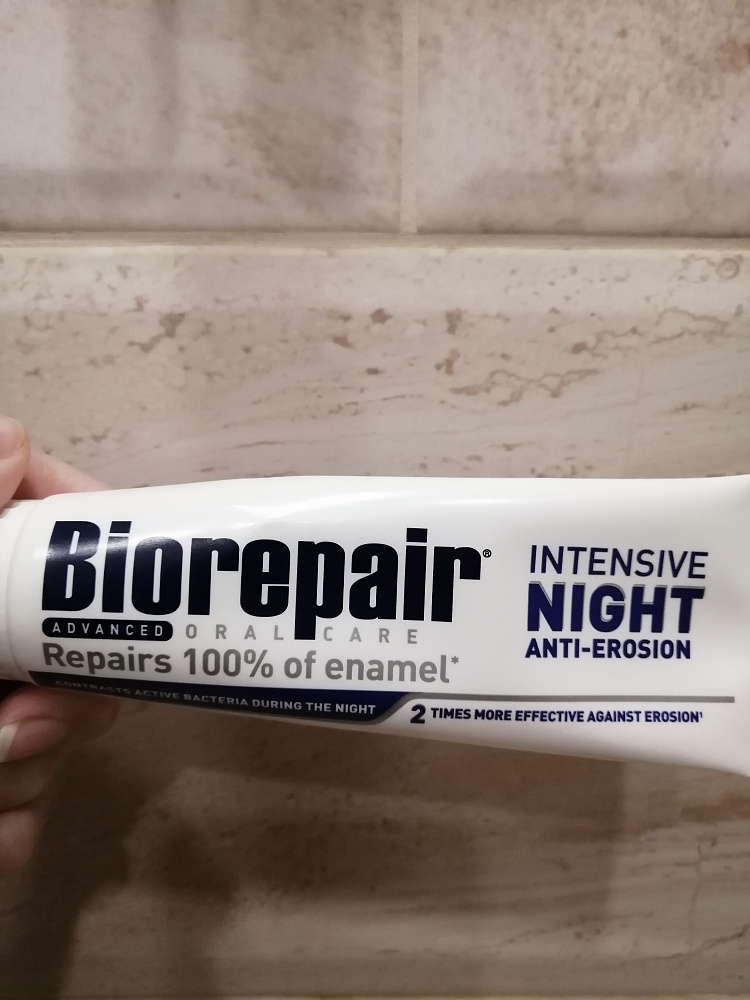 Biorepair®
ADVANCED ORAL CARE
Repairs 100% of enamel*
CONTRASTS ACTIVE BACTERIA DURING THE NIGHT
INTENSIVE
NIGHT
ANTI-EROSION
2 TIMES MORE EFFECTIVE AGAINST EROSION¹